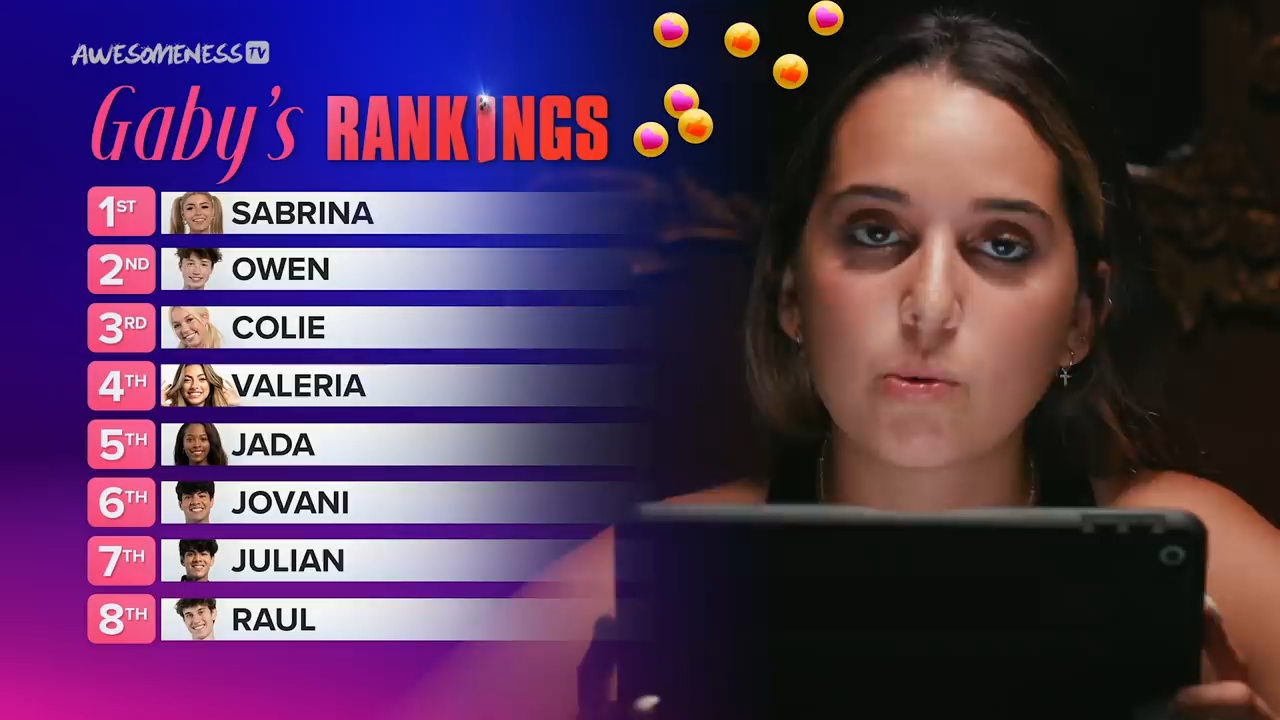 AWESOMENESS TV
Gaby's RANKINGS
1ST SABRINA
2ND OWEN
3RD COLIE
4TH VALERIA
5TH JADA
6TH JOVANI
7TH JULIAN
8TH RAUL